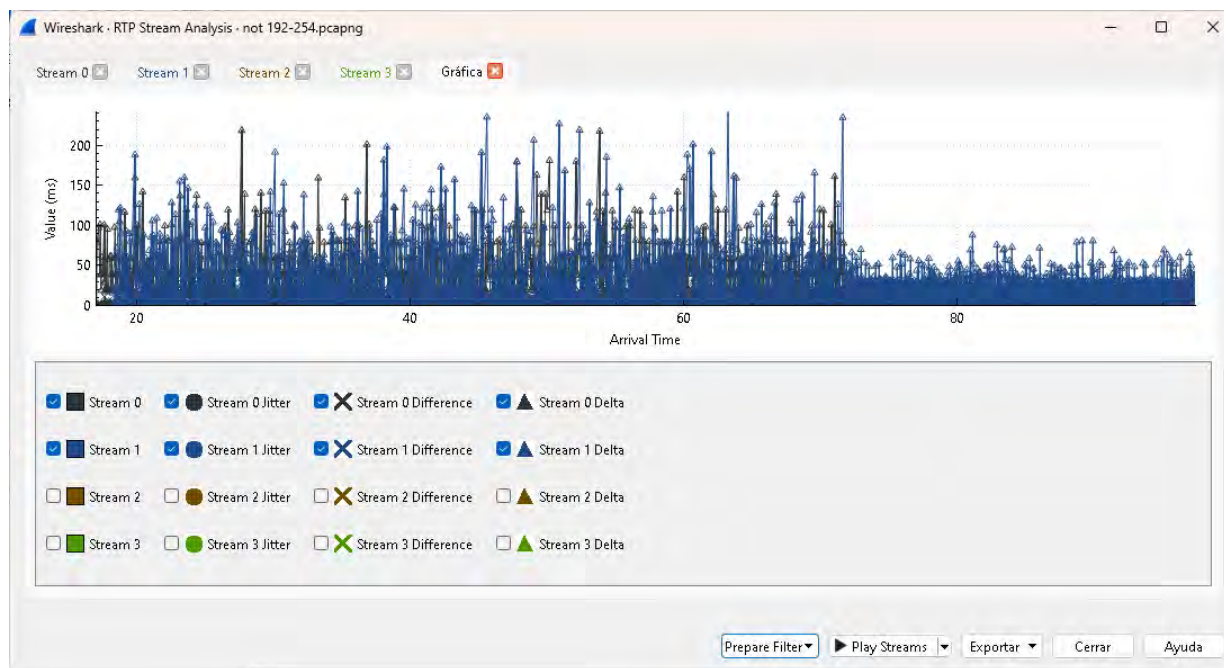 Wireshark · RTP Stream Analysis · not 192-254.pcapng
Stream 0 Stream 1 Stream 2 Stream 3 Gráfica
200
150
100
50
0
Value (ms)
20 40 60 80
Arrival Time
Stream 0 Stream 0 Jitter Stream 0 Difference Stream 0 Delta
Stream 1 Stream 1 Jitter Stream 1 Difference Stream 1 Delta
Stream 2 Stream 2 Jitter Stream 2 Difference Stream 2 Delta
Stream 3 Stream 3 Jitter Stream 3 Difference Stream 3 Delta
Prepare Filter Play Streams Exportar Cerrar Ayuda